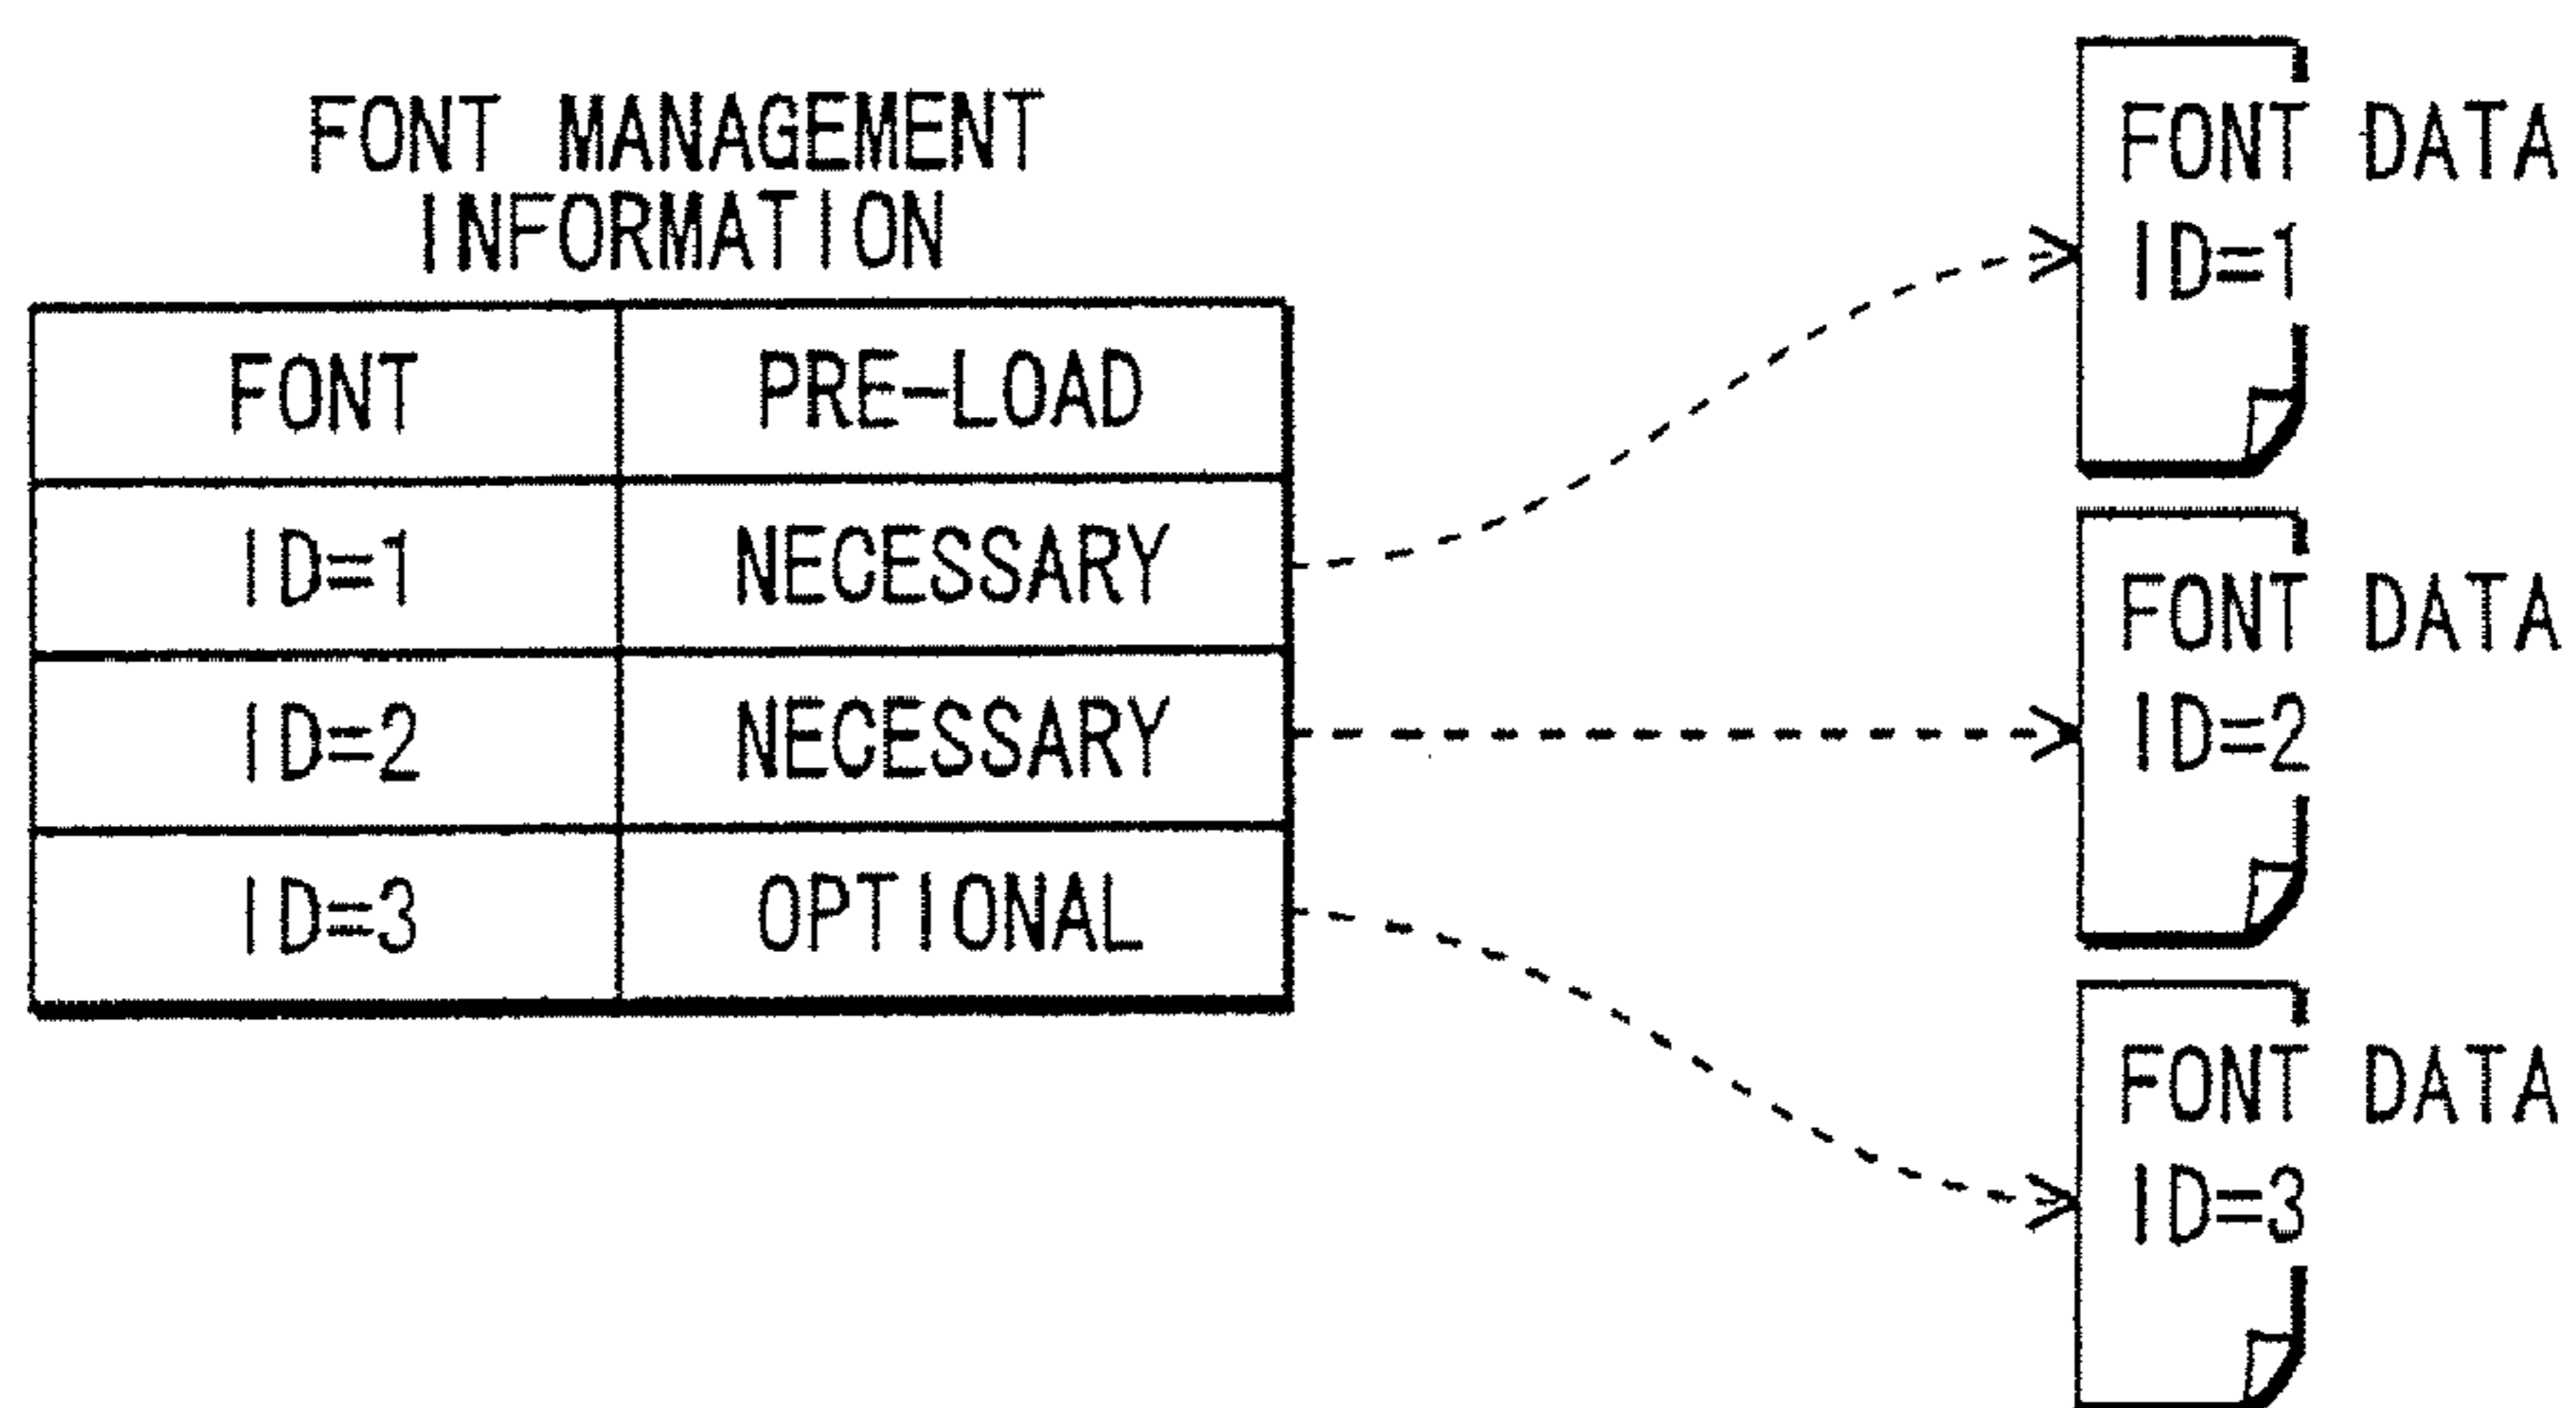 FONT MANAGEMENT
INFORMATION
FONT PRE-LOAD
ID=1 NECESSARY
ID=2 NECESSARY
ID=3 OPTIONAL
FONT DATA
ID=1
FONT DATA
ID=2
FONT DATA
ID=3